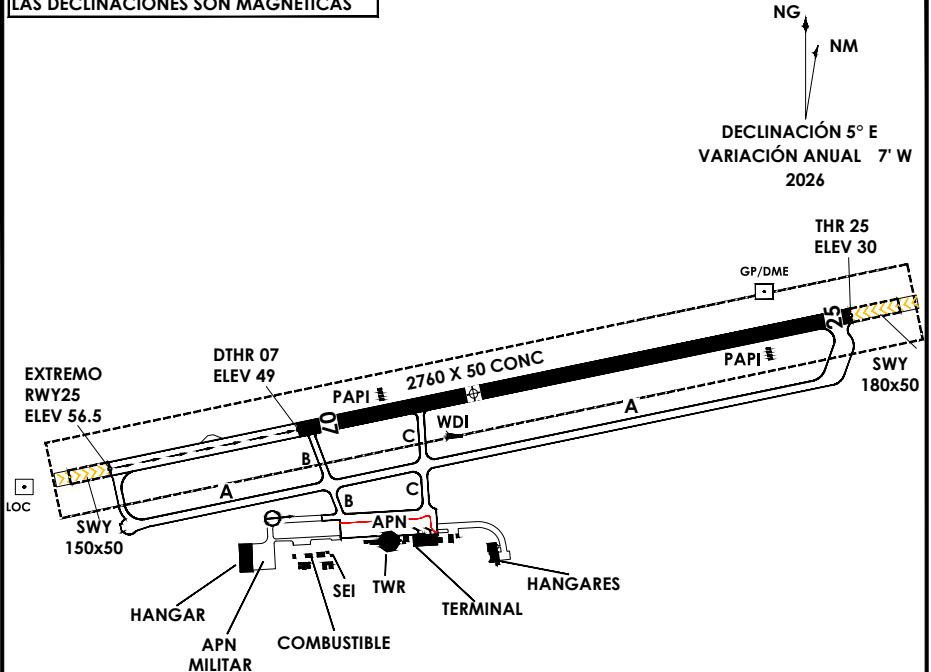 LAS DECLINACIONES SON MAGNÉTICAS
NG
NM
DECLINACIÓN 5° E
VARIACIÓN ANUAL 7' W
2026
THR 25
ELEV 30
GP/DME
25
SWY
180x50
PAPI
DTHR 07
ELEV 49
PAPI
2760 X 50 CONC
07
EXTREMO
RWY25
ELEV 56.5
WDI
A
C
B
A
LOC
SWY
150x50
B
C
APN
HANGAR
APN
MILITAR
COMBUSTIBLE
SEI
TWR
TERMINAL
HANGARES